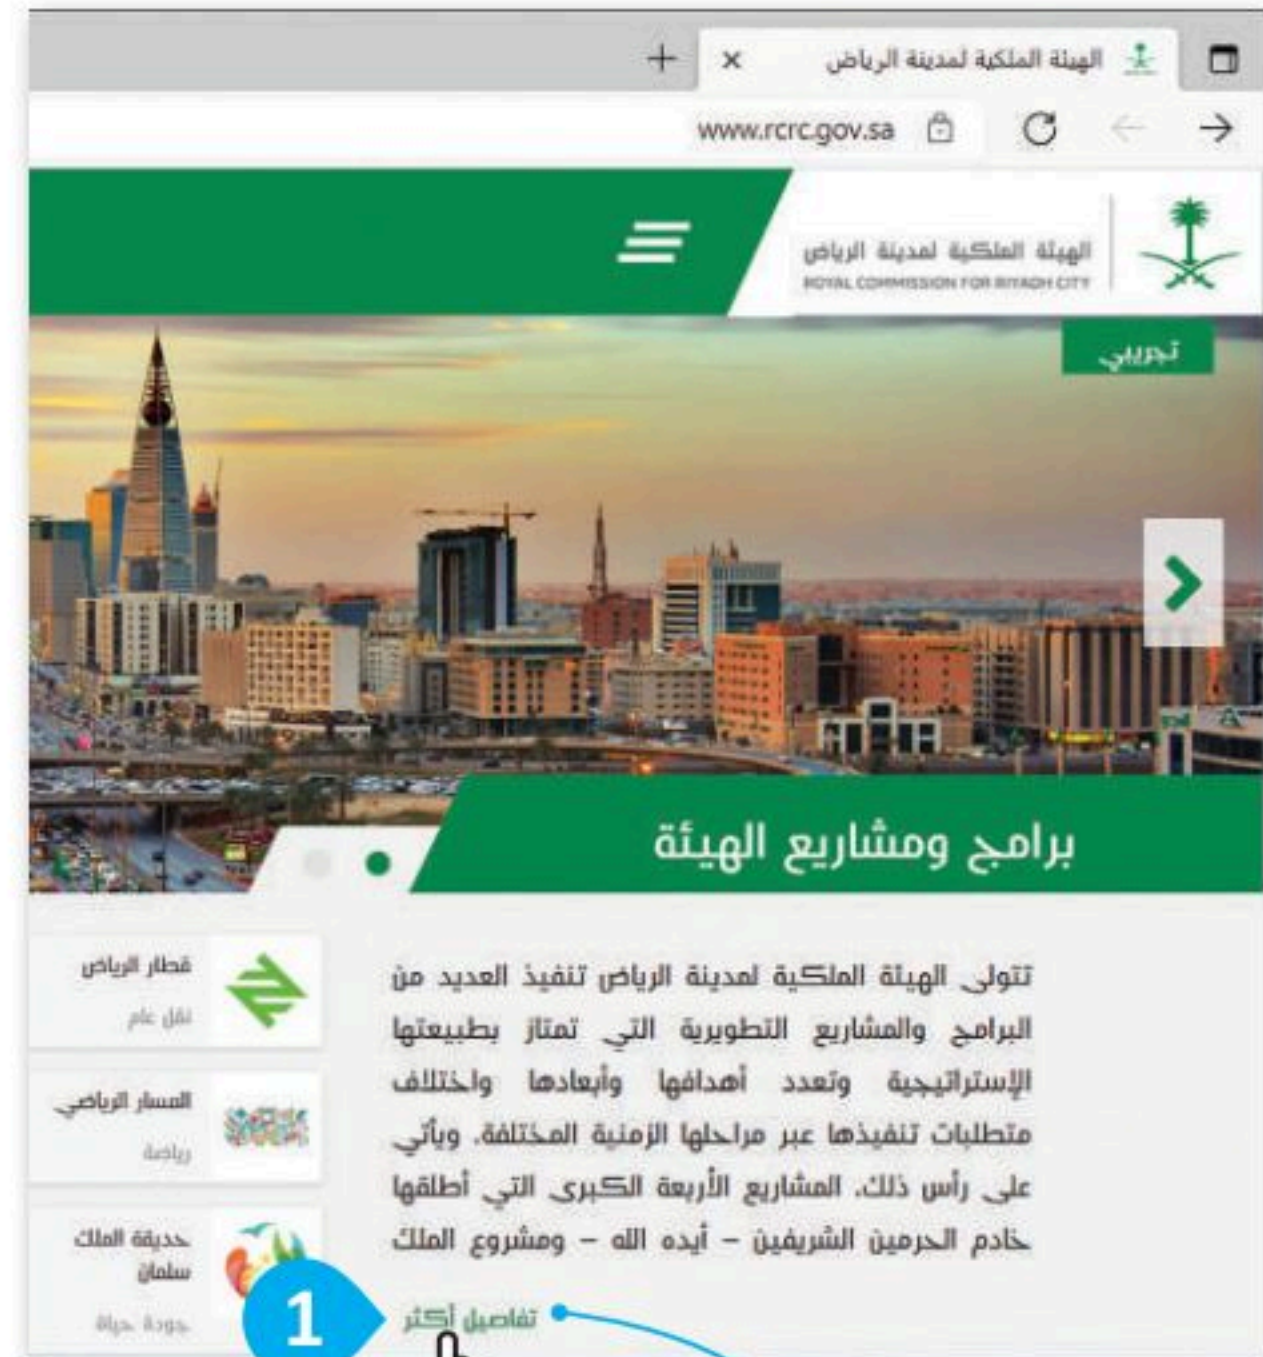 الهيئة الملكية لمدينة الرياض
www.rcrc.gov.sa
الهيئة الملكية لمدينة الرياض
ROYAL COMMISSION FOR RIYADH CITY
تجريبي
برامج ومشاريع الهيئة
تتولى الهيئة الملكية لمدينة الرياض تنفيذ العديد من
البرامج والمشاريع التطويرية التي تمتاز بطبيعتها
الإستراتيجية وتعدد أهدافها وأبعادها واختلاف
متطلبات تنفيذها عبر مراحلها الزمنية المختلفة. ويأتي
على رأس ذلك. المشاريع الأربعة الكبرى التي أطلقها
خادم الحرمين الشريفين – أيده الله – ومشروع الملك
تفاصيل أكثر
1
قطار الرياض
نقل عام
المسار الرياضي
رياضة
حديقة الملك
سلمان
جودة حياة